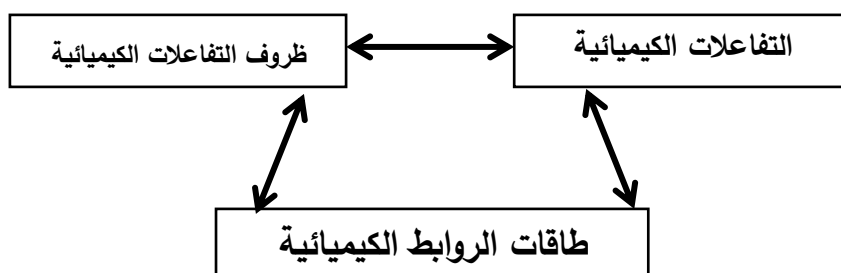 التفاعلات الكيميائية
ظروف التفاعلات الكيميائية
طاقات الروابط الكيميائية